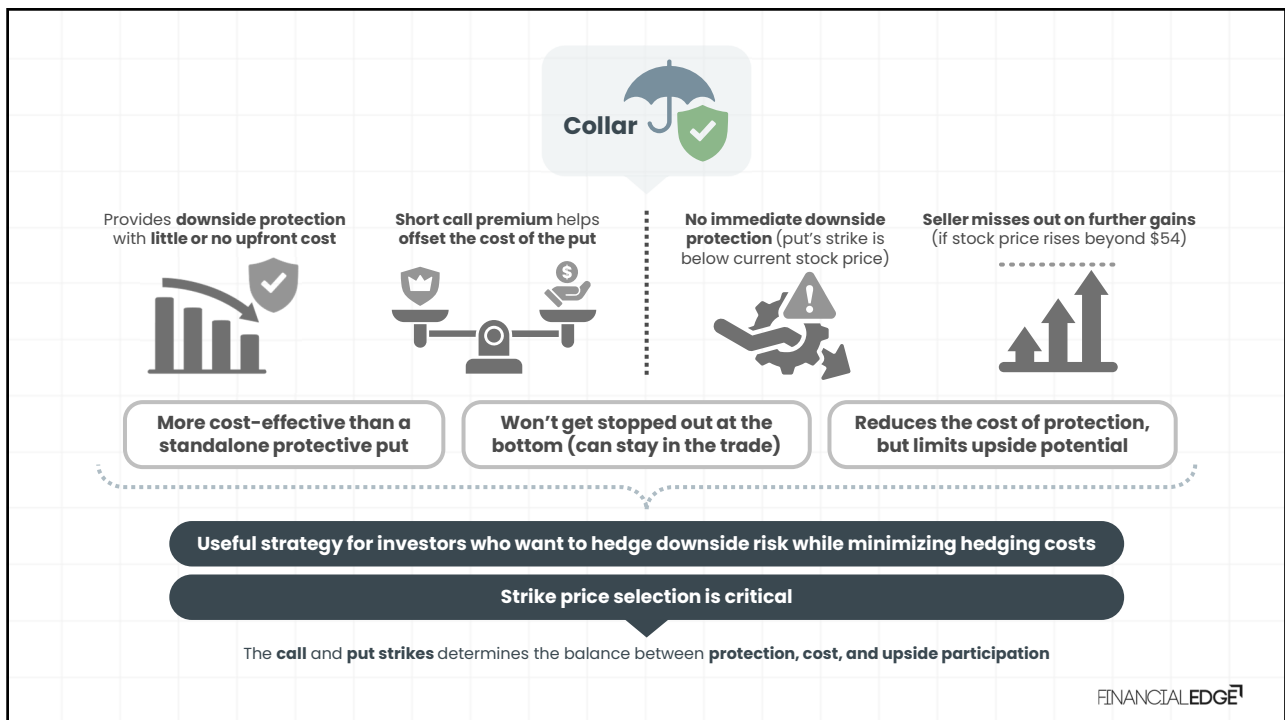 Collar
Provides downside protection
with little or no upfront cost
Short call premium helps
offset the cost of the put
No immediate downside
protection (put's strike is
below current stock price)
Seller misses out on further gains
(if stock price rises beyond $54)
$
!
More cost-effective than a
standalone protective put
Won't get stopped out at the
bottom (can stay in the trade)
Reduces the cost of protection,
but limits upside potential
Useful strategy for investors who want to hedge downside risk while minimizing hedging costs
Strike price selection is critical
The call and put strikes determines the balance between protection, cost, and upside participation
FINANCIALEDGE